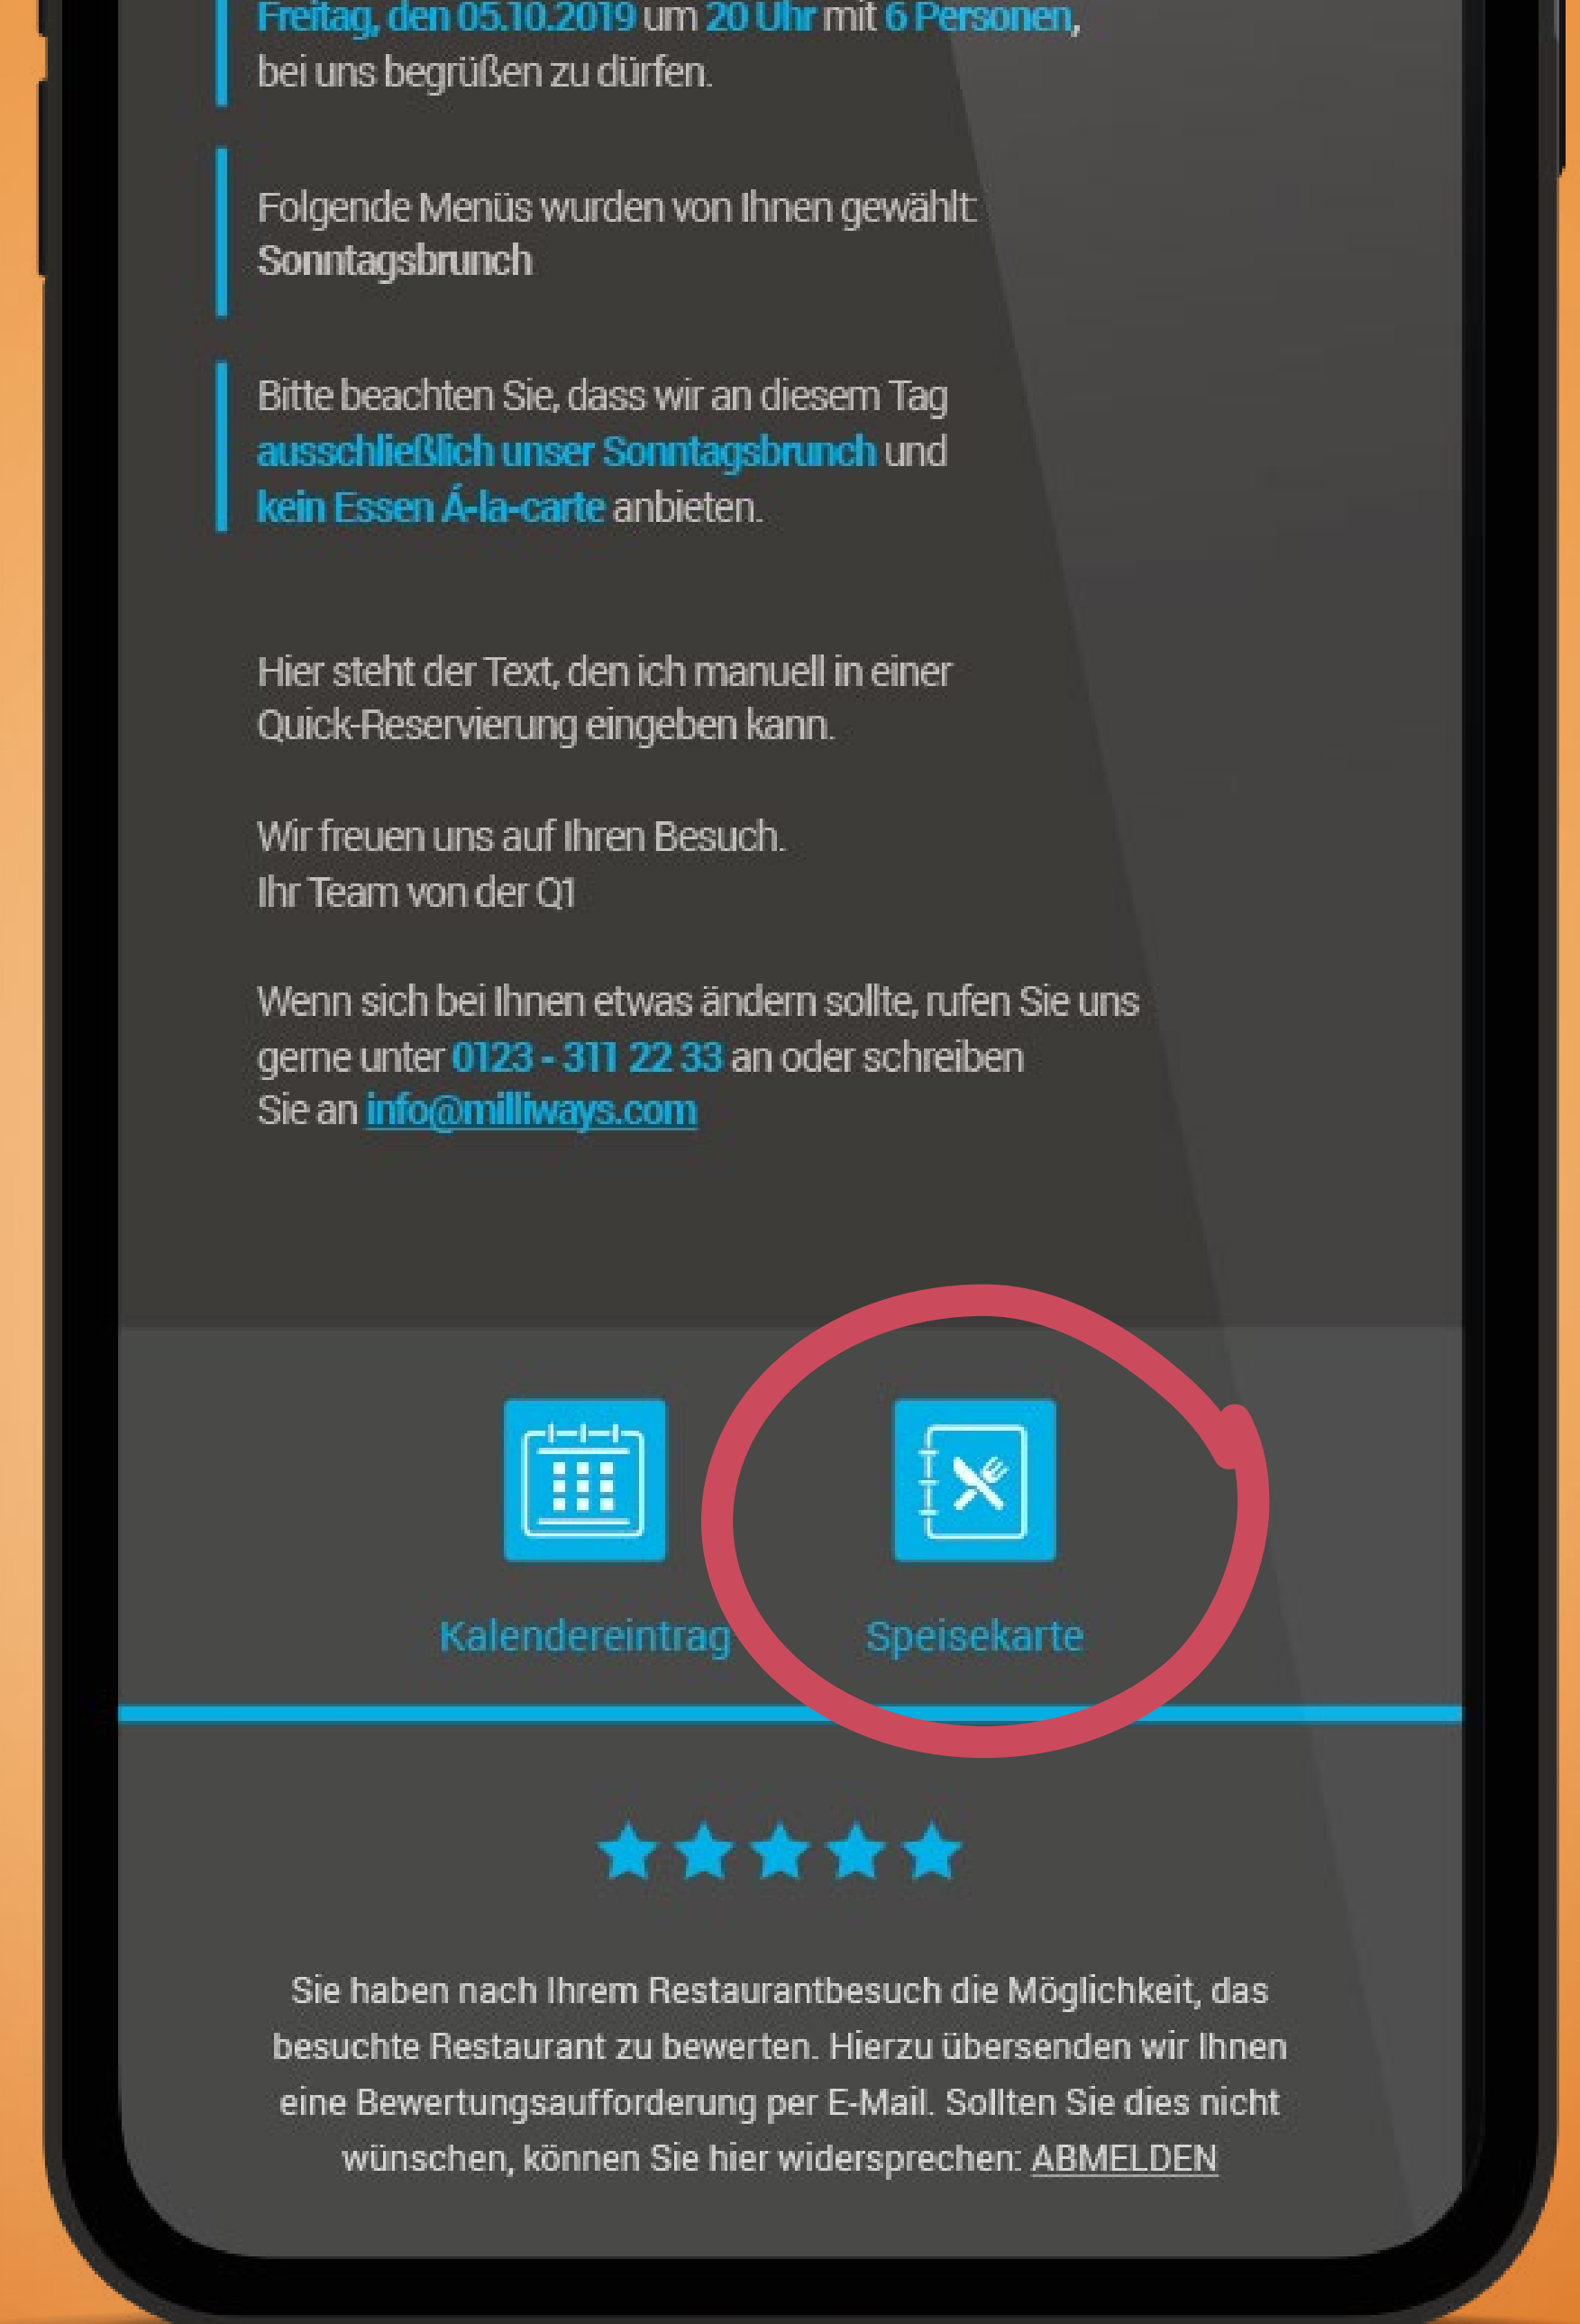 Freitag, den 05.10.2019 um 20 Uhr mit 6 Personen,
bei uns begrüßen zu dürfen.
Folgende Menüs wurden von Ihnen gewählt:
Sonntagsbrunch
Bitte beachten Sie, dass wir an diesem Tag
ausschließlich unser Sonntagsbrunch und
kein Essen Á-la-carte anbieten.
Hier steht der Text, den ich manuell in einer
Quick-Reservierung eingeben kann.
Wir freuen uns auf Ihren Besuch.
Ihr Team von der Q1
Wenn sich bei Ihnen etwas ändern sollte, rufen Sie uns
gerne unter 0123 - 311 22 33 an oder schreiben
Sie an info@milliways.com
Kalendereintrag Speisekarte
Sie haben nach Ihrem Restaurantbesuch die Möglichkeit, das
besuchte Restaurant zu bewerten. Hierzu übersenden wir Ihnen
eine Bewertungsaufforderung per E-Mail. Sollten Sie dies nicht
wünschen, können Sie hier widersprechen: ABMELDEN